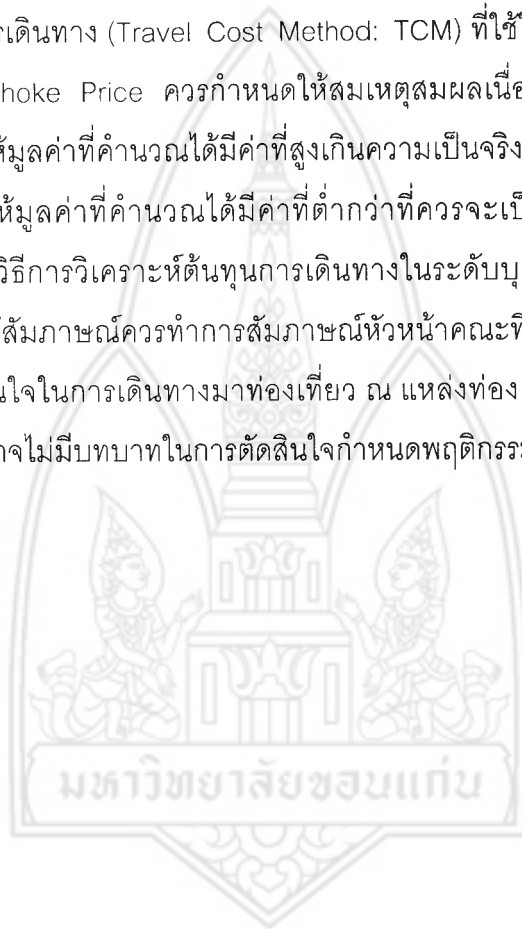 รเดินทาง (Travel Cost Method: TCM) ที่ใช้
hoke Price ควรกำหนดให้สมเหตุสมผลเนื่อ
ห้มูลค่าที่คำนวณได้มีค่าที่สูงเกินความเป็นจริง
ห้มูลค่าที่คำนวณได้มีค่าที่ต่ำกว่าที่ควรจะเป็
วิธีการวิเคราะห์ต้นทุนการเดินทางในระดับบุ
สัมภาษณ์ควรทำการสัมภาษณ์หัวหน้าคณะที
นใจในการเดินทางมาท่องเที่ยว ณ แหล่งท่อง
าจไม่มีบทบาทในการตัดสินใจกำหนดพฤติกรร
มหาวิทยาลัยขอนแก่น